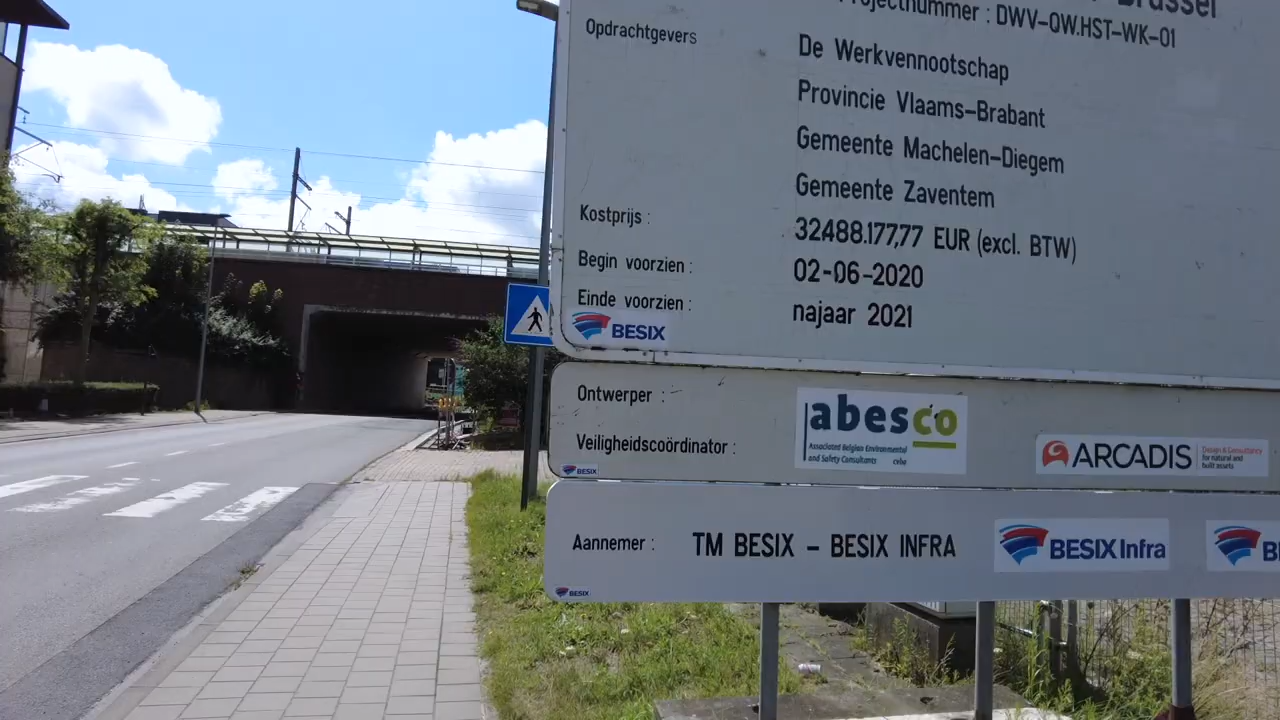 Brussel
Projectnummer : DWV-QW.HST-WK-01
Opdrachtgevers
De Werkvennootschap
Provincie Vlaams-Brabant
Gemeente Machelen-Diegem
Gemeente Zaventem
Kostprijs : 32.488.177,77 EUR (excl. BTW)
Begin voorzien : 02-06-2020
Einde voorzien : najaar 2021
BESIX
Ontwerper :
abesco
Associated Belgian Environmental
and Safety Consultants cvba
Veiligheidscoördinator :
ARCADIS
Design & Consultancy
for natural and
built assets
BESIX
Aannemer : TM BESIX - BESIX INFRA
BESIX Infra
BESIX